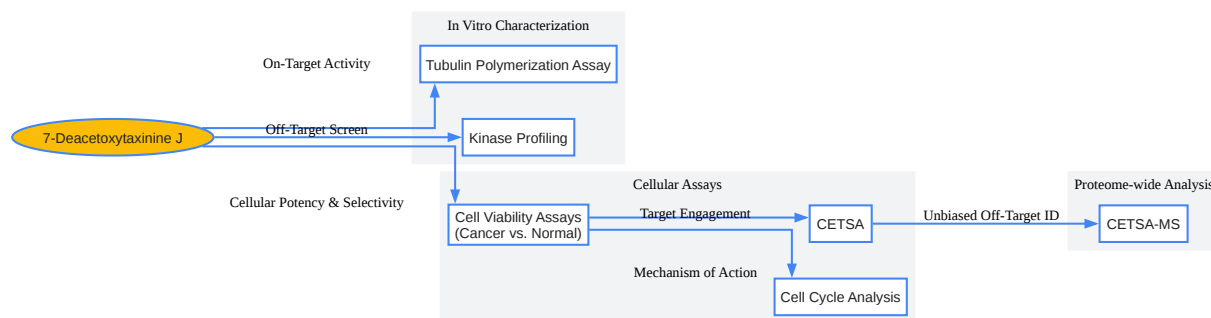 In Vitro Characterization
On-Target Activity
Tubulin Polymerization Assay
7-Deacetoxytaxinine J
Off-Target Screen
Kinase Profiling
Cellular Assays
Proteome-wide Analysis
Cellular Potency & Selectivity
Cell Viability Assays
(Cancer vs. Normal)
Target Engagement
CETSA
Unbiased Off-Target ID
CETSA-MS
Mechanism of Action
Cell Cycle Analysis